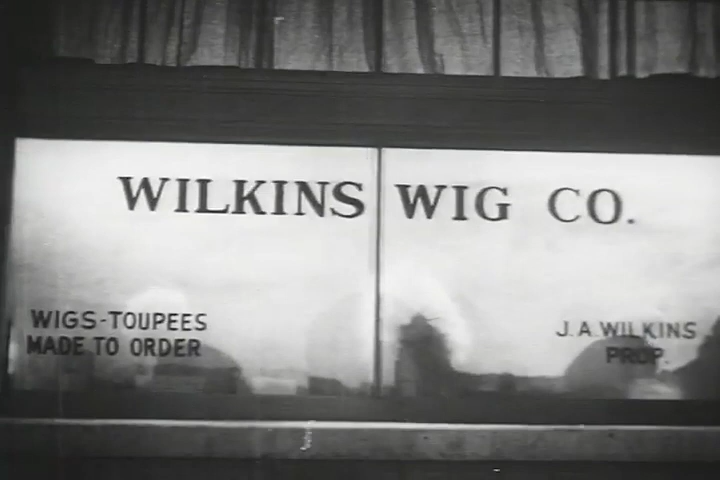 WILKINS WIG CO.
WIGS-TOUPEES
MADE TO ORDER
J.A.WILKINS
PROP.